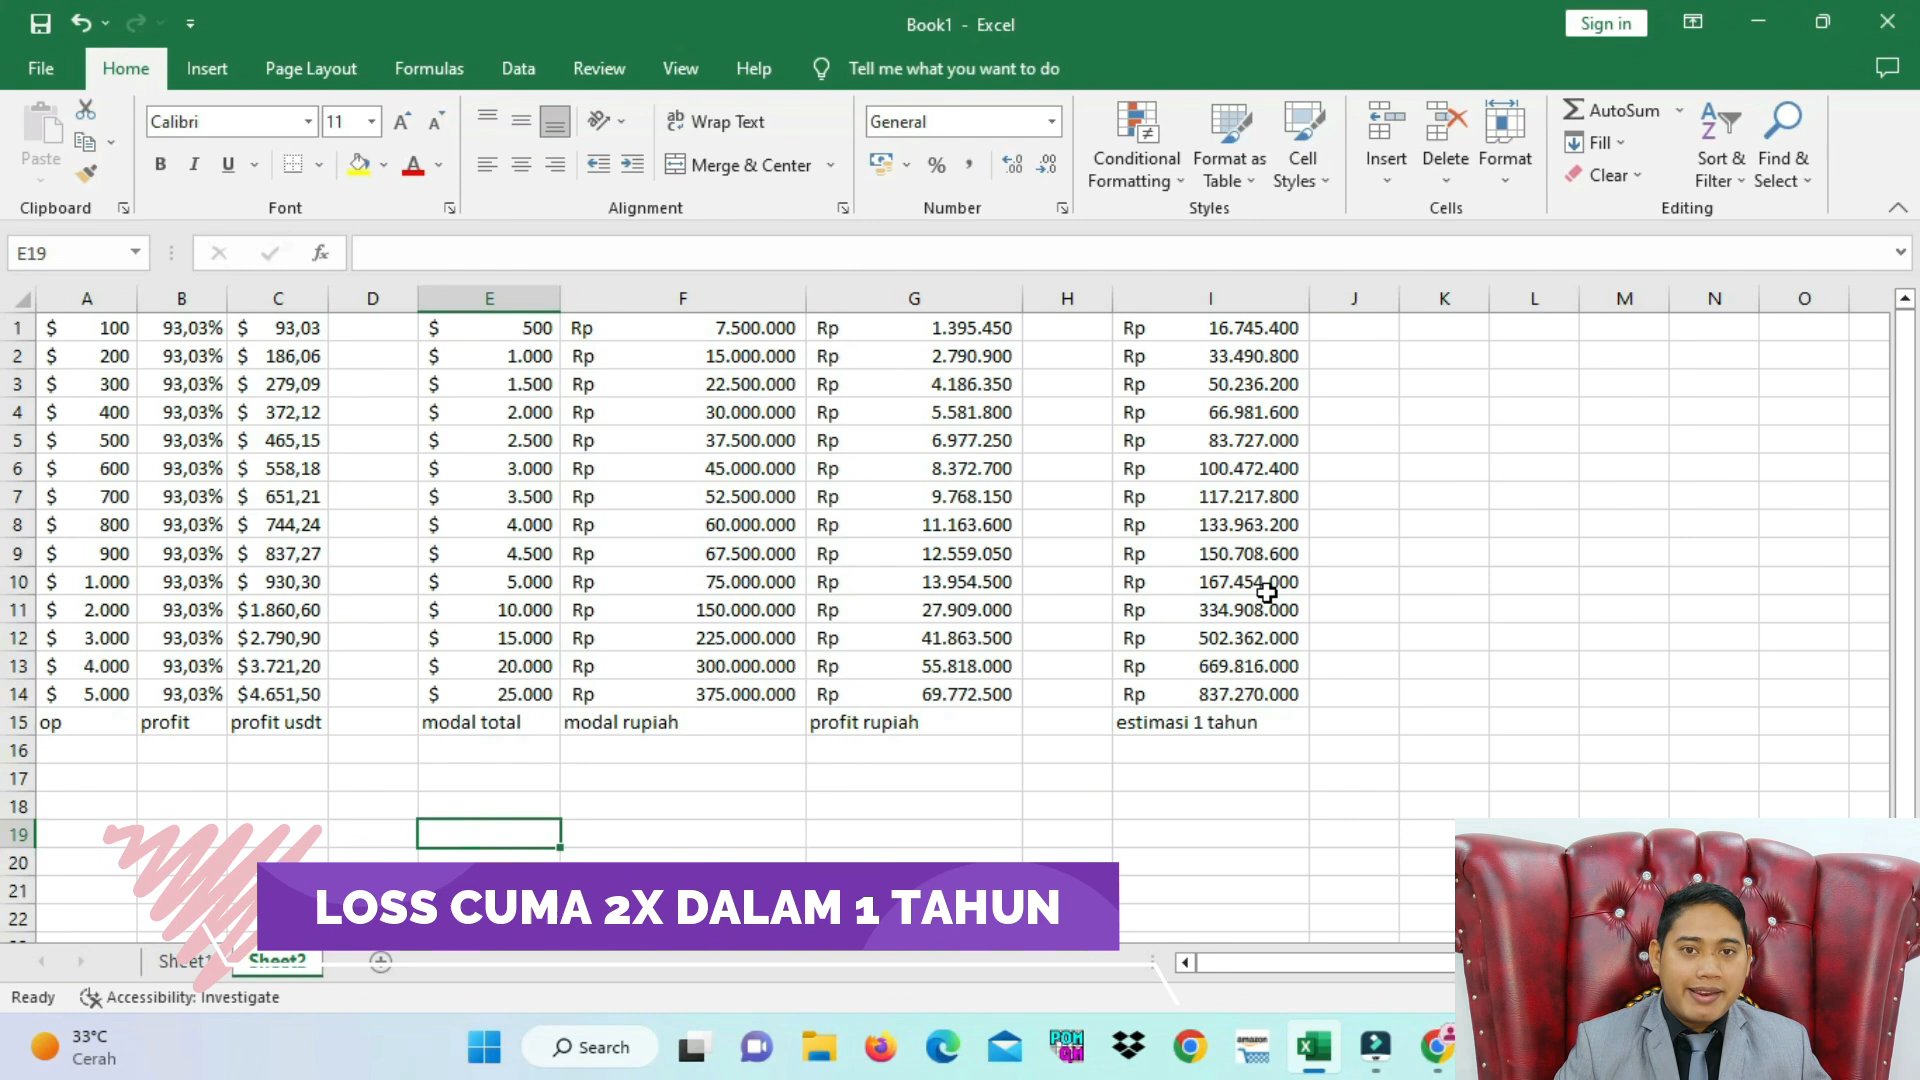 Book1 - Excel
Sign in
File Home Insert Page Layout Formulas Data Review View Help Tell me what you want to do
Paste
Clipboard
Calibri 11
B I U
Font
Wrap Text
Merge & Center
Alignment
General
Number
Conditional Formatting
Format as Table
Cell Styles
Styles
Insert
Delete
Format
Cells
AutoSum
Fill
Clear
Sort & Filter
Find & Select
Editing
E19 fx
A B C D E F G H I J K L M N O
1 $ 100 93,03% $ 93,03 $ 500 Rp 7.500.000 Rp 1.395.450 Rp 16.745.400
2 $ 200 93,03% $ 186,06 $ 1.000 Rp 15.000.000 Rp 2.790.900 Rp 33.490.800
3 $ 300 93,03% $ 279,09 $ 1.500 Rp 22.500.000 Rp 4.186.350 Rp 50.236.200
4 $ 400 93,03% $ 372,12 $ 2.000 Rp 30.000.000 Rp 5.581.800 Rp 66.981.600
5 $ 500 93,03% $ 465,15 $ 2.500 Rp 37.500.000 Rp 6.977.250 Rp 83.727.000
6 $ 600 93,03% $ 558,18 $ 3.000 Rp 45.000.000 Rp 8.372.700 Rp 100.472.400
7 $ 700 93,03% $ 651,21 $ 3.500 Rp 52.500.000 Rp 9.768.150 Rp 117.217.800
8 $ 800 93,03% $ 744,24 $ 4.000 Rp 60.000.000 Rp 11.163.600 Rp 133.963.200
9 $ 900 93,03% $ 837,27 $ 4.500 Rp 67.500.000 Rp 12.559.050 Rp 150.708.600
10 $ 1.000 93,03% $ 930,30 $ 5.000 Rp 75.000.000 Rp 13.954.500 Rp 167.454.000
11 $ 2.000 93,03% $1.860,60 $ 10.000 Rp 150.000.000 Rp 27.909.000 Rp 334.908.000
12 $ 3.000 93,03% $2.790,90 $ 15.000 Rp 225.000.000 Rp 41.863.500 Rp 502.362.000
13 $ 4.000 93,03% $3.721,20 $ 20.000 Rp 300.000.000 Rp 55.818.000 Rp 669.816.000
14 $ 5.000 93,03% $4.651,50 $ 25.000 Rp 375.000.000 Rp 69.772.500 Rp 837.270.000
15 op profit profit usdt modal total modal rupiah profit rupiah estimasi 1 tahun
16
17
18
19
20
21
22
LOSS CUMA 2X DALAM 1 TAHUN
Sheet1 Sheet2
Ready Accessibility: Investigate
33°C
Cerah
Search
POM QM
amazon